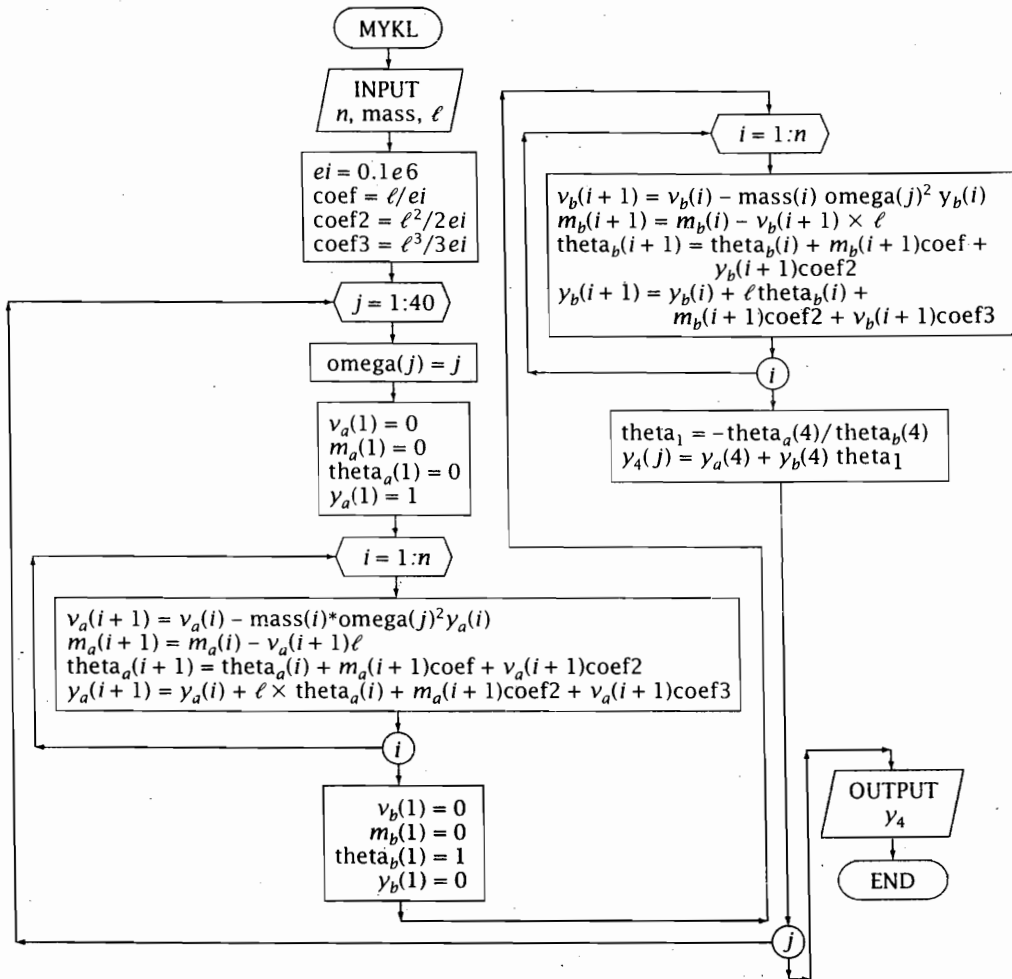 MYKL
INPUT
n, mass, ℓ
ei = 0.1e6
coef = ℓ/ei
coef2 = ℓ²/2ei
coef3 = ℓ³/3ei
j = 1:40
omega(j) = j
v_a(1) = 0
m_a(1) = 0
theta_a(1) = 0
y_a(1) = 1
i = 1:n
v_a(i + 1) = v_a(i) – mass(i)*omega(j)² y_a(i)
m_a(i + 1) = m_a(i) – v_a(i + 1)ℓ
theta_a(i + 1) = theta_a(i) + m_a(i + 1)coef + v_a(i + 1)coef2
y_a(i + 1) = y_a(i) + ℓ × theta_a(i) + m_a(i + 1)coef2 + v_a(i + 1)coef3
i
v_b(1) = 0
m_b(1) = 0
theta_b(1) = 1
y_b(1) = 0
i = 1:n
v_b(i + 1) = v_b(i) – mass(i) omega(j)² y_b(i)
m_b(i + 1) = m_b(i) – v_b(i + 1) × ℓ
theta_b(i + 1) = theta_b(i) + m_b(i + 1)coef +
y_b(i + 1)coef2
y_b(i + 1) = y_b(i) + ℓtheta_b(i) +
m_b(i + 1)coef2 + v_b(i + 1)coef3
i
theta₁ = –theta_a(4)/theta_b(4)
y₄(j) = y_a(4) + y_b(4) theta₁
j
OUTPUT
y₄
END